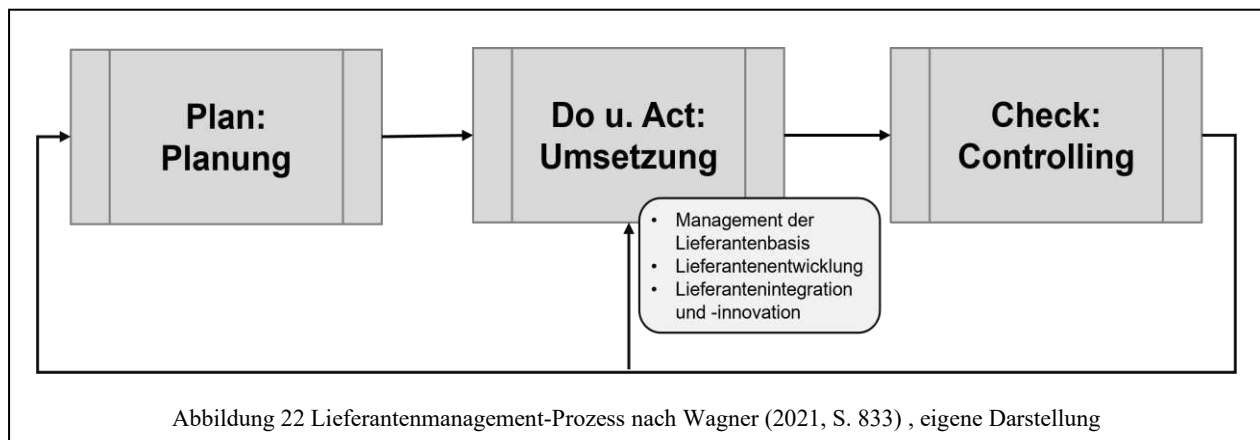 Plan:
Planung
Do u. Act:
Umsetzung
• Management der
Lieferantenbasis
• Lieferantenentwicklung
• Lieferantenintegration
und -innovation
Check:
Controlling
Abbildung 22 Lieferantenmanagement-Prozess nach Wagner (2021, S. 833) , eigene Darstellung